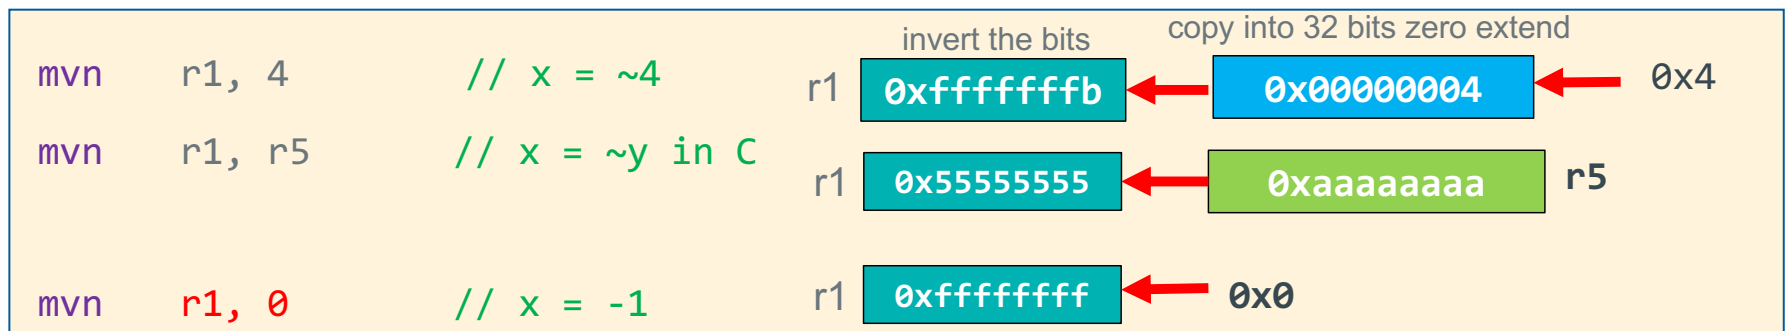 invert the bits copy into 32 bits zero extend
mvn r1, 4 // x = ~4 r1 0xfffffffb 0x00000004 0x4
mvn r1, r5 // x = ~y in C r1 0x55555555 0xaaaaaaaa r5
mvn r1, 0 // x = -1 r1 0xffffffff 0x0